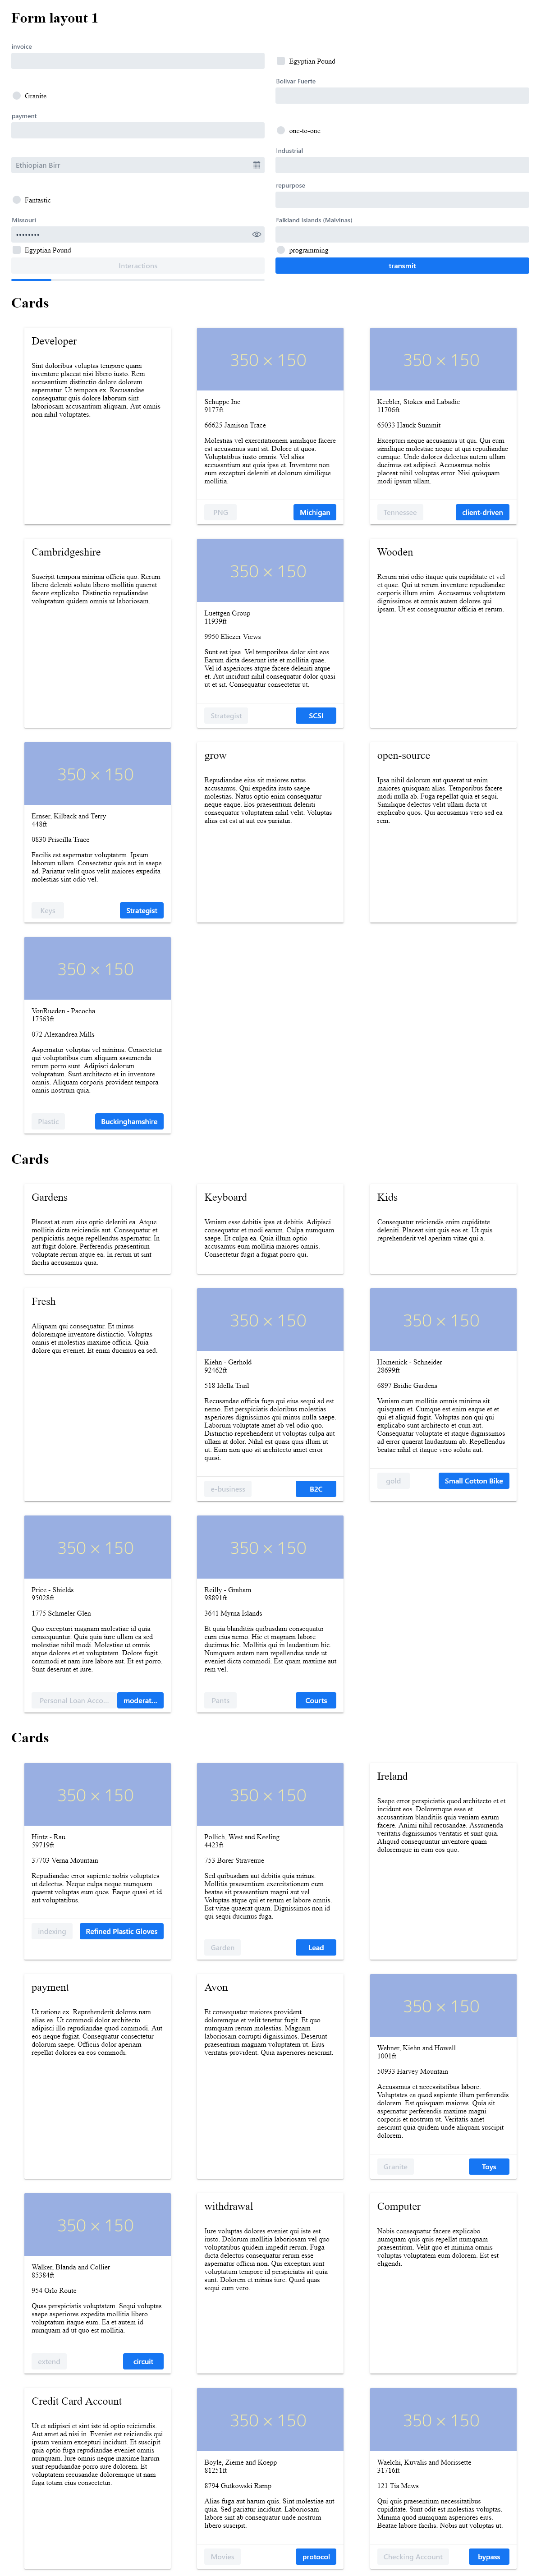 Form layout 1
invoice
Egyptian Pound
Bolivar Fuerte
Granite
payment
one-to-one
Industrial
Ethiopian Birr
repurpose
Fantastic
Missouri
Falkland Islands (Malvinas)
••••••••
Egyptian Pound
programming
Interactions
transmit
Cards
Developer
Sint doloribus voluptas tempore quam
inventore placeat nisi libero iusto. Rem
accusantium distinctio dolore dolorem
aspernatur. Ut tempora ex. Recusandae
consequatur quis dolore laborum sint
laboriosam accusantium aliquam. Aut omnis
non nihil voluptates.
350 × 150
Schuppe Inc
9177ft
66625 Jamison Trace
Molestias vel exercitationem similique facere
est accusamus sunt sit. Dolore ut quos.
Voluptatibus iusto omnis. Vel alias
accusantium aut quia ipsa et. Inventore non
eum excepturi deleniti et dolorum similique
mollitia.
PNG
Michigan
350 × 150
Keebler, Stokes and Labadie
11706ft
65033 Hauck Summit
Excepturi neque accusamus ut qui. Qui eum
similique molestiae neque ut qui repudiandae
cumque. Unde dolores delectus autem ullam
ducimus est adipisci. Accusamus nobis
placeat nihil voluptas error. Nisi quisquam
modi ipsum ullam.
Tennessee
client-driven
Cambridgeshire
Suscipit tempora minima officia quo. Rerum
libero deleniti soluta libero mollitia quaerat
facere explicabo. Distinctio repudiandae
voluptatum quidem omnis ut laboriosam.
350 × 150
Luettgen Group
11939ft
9950 Eliezer Views
Sunt est ipsa. Vel temporibus dolor sint eos.
Earum dicta deserunt iste et mollitia quae.
Vel id asperiores atque facere deleniti atque
et. Aut incidunt nihil consequatur dolor quasi
ut et sit. Consequatur consectetur ut.
Strategist
SCSI
Wooden
Rerum nisi odio itaque quis cupiditate et vel
et quae. Qui ut rerum inventore repudiandae
corporis illum enim. Accusamus voluptatem
dignissimos et omnis autem dolores qui
ipsam. Ut est consequuntur officia et rerum.
350 × 150
Ernser, Kilback and Terry
448ft
0830 Priscilla Trace
Facilis est aspernatur voluptatem. Ipsum
laborum ullam. Consectetur quis aut in saepe
ad. Pariatur velit quos velit maiores expedita
molestias sint odio vel.
Keys
Strategist
grow
Repudiandae eius sit maiores natus
accusamus. Qui expedita iusto saepe
molestias. Natus optio enim consequatur
neque eaque. Eos praesentium deleniti
consequatur voluptatem nihil velit. Voluptas
alias est est at aut eos pariatur.
open-source
Ipsa nihil dolorum aut quaerat ut enim
maiores quisquam alias. Temporibus facere
modi nulla ab. Fuga repellat quia et sequi.
Similique delectus velit ullam dicta ut
explicabo quos. Qui accusamus vero sed ea
rem.
350 × 150
VonRueden - Pacocha
17563ft
072 Alexandrea Mills
Aspernatur voluptas vel minima. Consectetur
qui voluptatibus eum aliquam assumenda
rerum porro sunt. Adipisci dolorum
voluptatum. Sunt architecto et in inventore
omnis. Aliquam corporis provident tempora
omnis nostrum quia.
Plastic
Buckinghamshire
Cards
Gardens
Placeat at eum eius optio deleniti ea. Atque
mollitia dicta reiciendis aut. Consequatur et
perspiciatis neque repellendus aspernatur. In
aut fugit dolore. Perferendis praesentium
voluptate rerum atque ea. In rerum ut sint
facilis accusamus quia.
Keyboard
Veniam esse debitis ipsa et debitis. Adipisci
consequatur et modi earum. Culpa numquam
saepe. Et culpa ea. Quia illum optio
accusamus eum mollitia maiores omnis.
Consectetur fugit a fugiat porro qui.
Kids
Consequatur reiciendis enim cupiditate
deleniti. Placeat sint quis eos et. Ut quis
reprehenderit vel aperiam vitae qui a.
Fresh
Aliquam qui consequatur. Et minus
doloremque inventore distinctio. Voluptas
omnis et molestias maxime officia. Quia
dolore qui eveniet. Et enim ducimus ea sed.
350 × 150
Kiehn - Gerhold
92462ft
518 Idella Trail
Recusandae officia fuga qui eius sequi ad est
nemo. Est perspiciatis doloribus molestias
asperiores dignissimos qui minus nulla saepe.
Laborum voluptate amet ab vel odio quo.
Distinctio reprehenderit ut voluptas culpa aut
ullam at dolor. Nihil est quasi quis illum ut
ut. Eum non quo sit architecto amet error
quasi.
e-business
B2C
350 × 150
Homenick - Schneider
28699ft
6897 Bridie Gardens
Veniam cum mollitia omnis minima sit
quisquam et. Cumque est enim eaque et et
qui et aliquid fugit. Voluptas non qui qui
explicabo sunt architecto et cum aut.
Consequatur voluptate et itaque dignissimos
ad error quaerat laudantium ab. Repellendus
beatae nihil et itaque vero quos aut.
gold
Small Cotton Bike
350 × 150
Price - Shields
95028ft
1775 Schmeler Glen
Quo excepturi magnam molestiae id quia
consequatur. Quia quia iure ullam ea sed
molestiae nihil modi. Molestiae ut omnis
atque dolores et et voluptatem. Dolore fugit
commodi et nam iure labore aut. Et est porro.
Sunt deserunt et iure.
Personal Loan Acco...
moderat...
350 × 150
Reilly - Graham
98891ft
3641 Myrna Islands
Et quia blanditiis quibusdam consequatur
eum eius nemo. Hic et magnam labore
ducimus hic. Mollitia qui in laudantium hic.
Numquam autem nam repellendus unde ut
eveniet dicta commodi. Est quam maxime aut
rem vel.
Pants
Courts
Cards
350 × 150
Hintz - Rau
59719ft
37703 Verna Mountain
Repudiandae error sapiente nobis voluptates
ut delectus. Neque culpa neque numquam
quaerat voluptas eum quos. Eaque quasi et id
aut voluptatibus.
indexing
Refined Plastic Gloves
350 × 150
Pollich, West and Keeling
4423ft
753 Borer Stravenue
Sed quibusdam aut debitis quia minus.
Mollitia praesentium exercitationem cum
beatae sit praesentium magni aut vel.
Voluptas atque qui et rerum et labore omnis.
Est vitae quaerat quam. Dignissimos non id
qui sequi ducimus fuga.
Garden
Lead
Ireland
Saepe error perspiciatis quod architecto et et
incidunt eos. Doloremque esse et
accusantium blanditiis quia veniam earum
facere. Animi nihil recusandae. Assumenda
veritatis dignissimos veritatis et sunt quia.
Aliquid consequuntur inventore quam
doloremque in eum eos quo.
payment
Ut ratione ex. Reprehenderit dolores nam
alias ea. Ut commodi dolor architecto
adipisci illo repudiandae quod commodi. Aut
eos neque fugiat. Consequatur consectetur
dolorum saepe. Officiis dolor aperiam
repellat dolores ea eos commodi.
Avon
Et consequatur maiores provident
doloremque et velit tenetur fugit. Et quo
numquam rerum molestias. Magnam
laboriosam corrupti dignissimos. Deserunt
praesentium magnam voluptatem ut. Eius
veritatis provident. Quia asperiores nesciunt.
350 × 150
Wehner, Kiehn and Howell
1001ft
50933 Harvey Mountain
Accusamus et necessitatibus labore.
Voluptates ea quod sapiente illum perferendis
dolorem. Est quisquam maiores. Quia sit
aspernatur perferendis maxime magni
corporis et nostrum ut. Veritatis amet
nesciunt quia quidem unde aliquam suscipit
dolorem.
Granite
Toys
350 × 150
Walker, Blanda and Collier
85384ft
954 Orlo Route
Quas perspiciatis voluptatem. Sequi voluptas
saepe asperiores expedita mollitia libero
voluptatum itaque eum. Ea et autem id
numquam ad ut quo est mollitia.
extend
circuit
withdrawal
Iure voluptas dolores eveniet qui iste est
iusto. Dolorum mollitia laboriosam vel quo
voluptatibus quidem impedit rerum. Fuga
dicta delectus consequatur rerum esse
aspernatur officia non. Qui excepturi sunt
voluptatum tempore id perspiciatis sit quia
sunt. Dolorem et minus iure. Quod quas
sequi eum vero.
Computer
Nobis consequatur facere explicabo
numquam quis quis repellat numquam
praesentium. Velit quo et minima omnis
voluptas voluptatem eum dolorem. Est est
eligendi.
Credit Card Account
Ut et adipisci et sint iste id optio reiciendis.
Aut amet ad nisi in. Eveniet est reiciendis qui
ipsum veniam excepturi incidunt. Et suscipit
quia optio fuga repudiandae eveniet omnis
numquam. Iure omnis neque maxime harum
sunt repudiandae porro iure dolorem. Et
voluptatem recusandae doloremque ut nam
fuga totam eius consectetur.
350 × 150
Boyle, Zieme and Koepp
81251ft
8794 Gutkowski Ramp
Alias fuga aut harum quis. Sint molestiae aut
quia. Sed pariatur incidunt. Laboriosam
labore sint ab consequatur unde nostrum
libero suscipit.
Movies
protocol
350 × 150
Waelchi, Kuvalis and Morissette
31716ft
121 Tia Mews
Qui quis praesentium necessitatibus
cupiditate. Sunt odit est molestias voluptas.
Minima quod numquam asperiores eius.
Beatae labore facilis. Nobis aut voluptas ut.
Checking Account
bypass